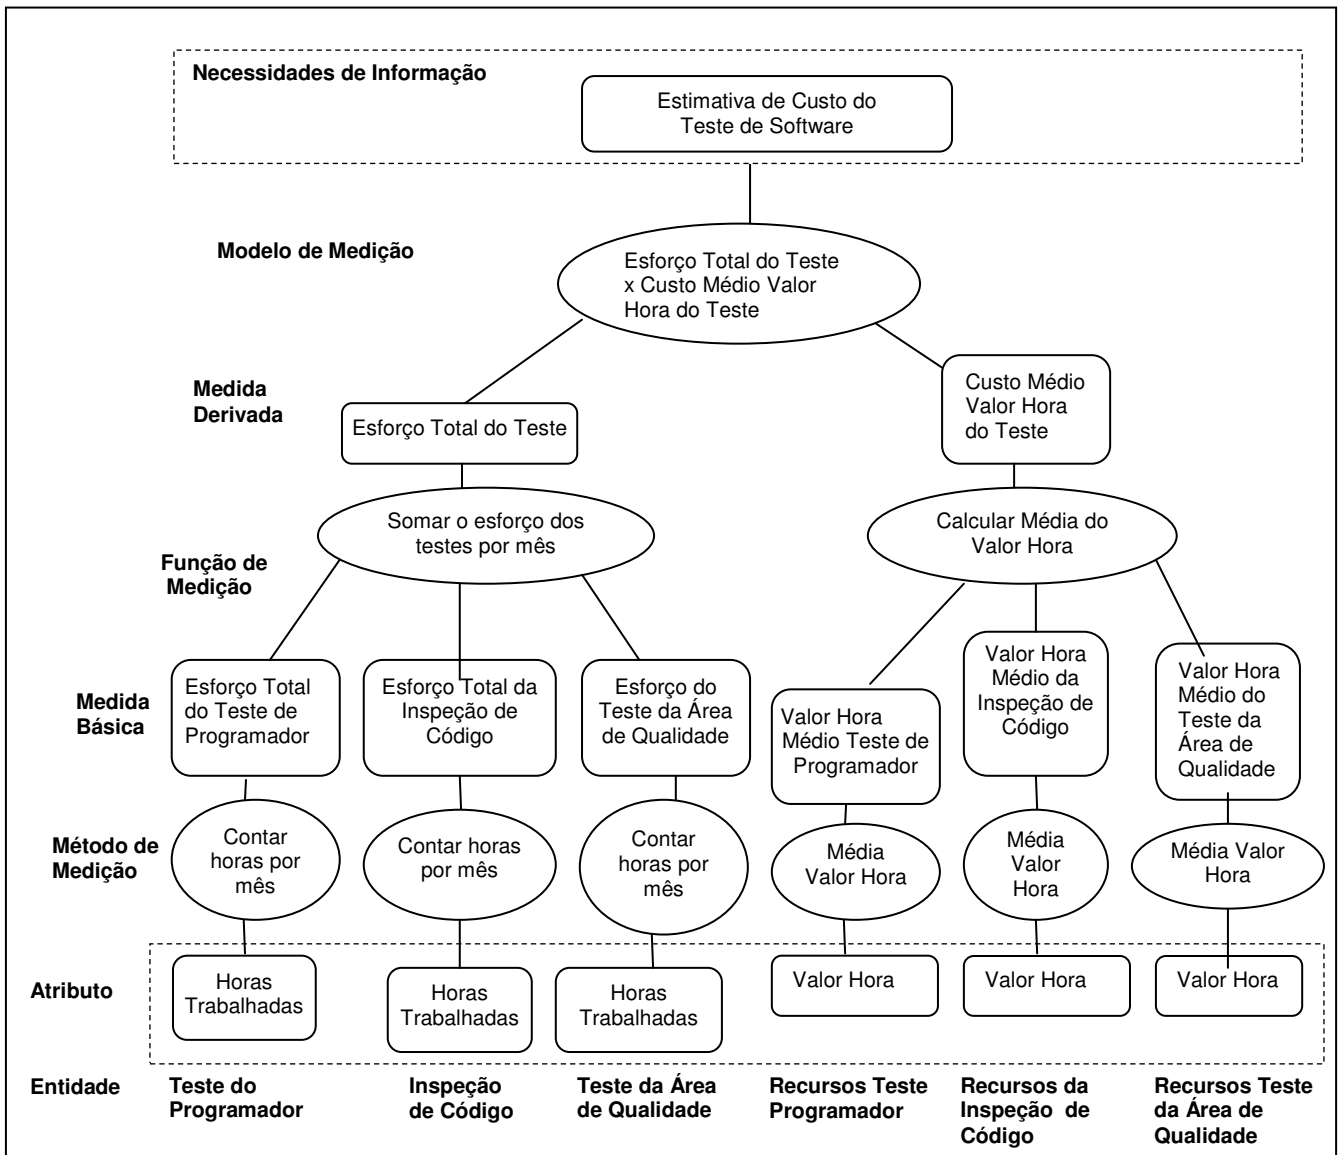 Necessidades de Informação
Estimativa de Custo do
Teste de Software
Modelo de Medição
Esforço Total do Teste
x Custo Médio Valor
Hora do Teste
Medida
Derivada
Esforço Total do Teste
Custo Médio
Valor Hora
do Teste
Função de
Medição
Somar o esforço dos
testes por mês
Calcular Média do
Valor Hora
Medida
Básica
Esforço Total
do Teste de
Programador
Esforço Total da
Inspeção de
Código
Esforço do
Teste da Área
de Qualidade
Valor Hora
Médio Teste de
Programador
Valor Hora
Médio da
Inspeção de
Código
Valor Hora
Médio do
Teste da
Área de
Qualidade
Método de
Medição
Contar
horas por
mês
Contar horas
por mês
Contar
horas por
mês
Média
Valor Hora
Média
Valor
Hora
Média Valor
Hora
Atributo
Horas
Trabalhadas
Horas
Trabalhadas
Horas
Trabalhadas
Valor Hora
Valor Hora
Valor Hora
Entidade
Teste do
Programador
Inspeção
de Código
Teste da Área
de Qualidade
Recursos Teste
Programador
Recursos da
Inspeção de
Código
Recursos Teste
da Área de
Qualidade